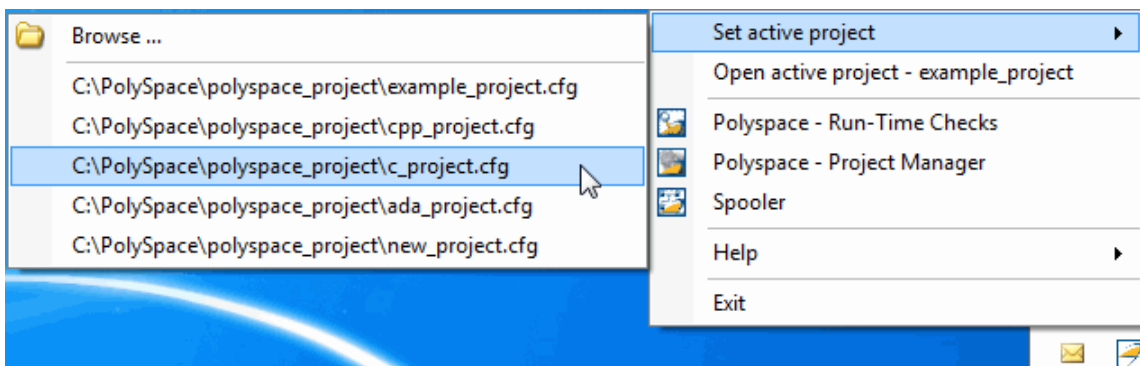 Browse ...
C:\PolySpace\polyspace_project\example_project.cfg
C:\PolySpace\polyspace_project\cpp_project.cfg
C:\PolySpace\polyspace_project\c_project.cfg
C:\PolySpace\polyspace_project\ada_project.cfg
C:\PolySpace\polyspace_project\new_project.cfg
Set active project
Open active project - example_project
Polyspace - Run-Time Checks
Polyspace - Project Manager
Spooler
Help
Exit